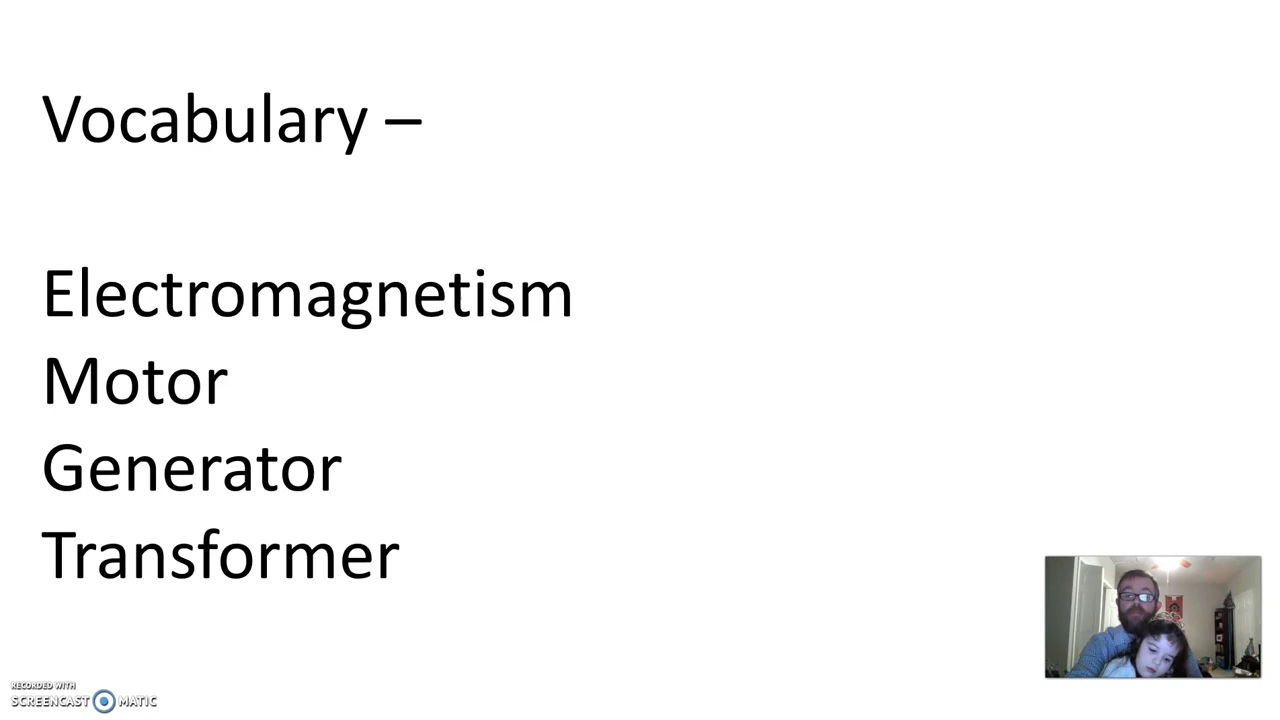 Vocabulary –
Electromagnetism
Motor
Generator
Transformer
RECORDED WITH
SCREENCAST MATIC